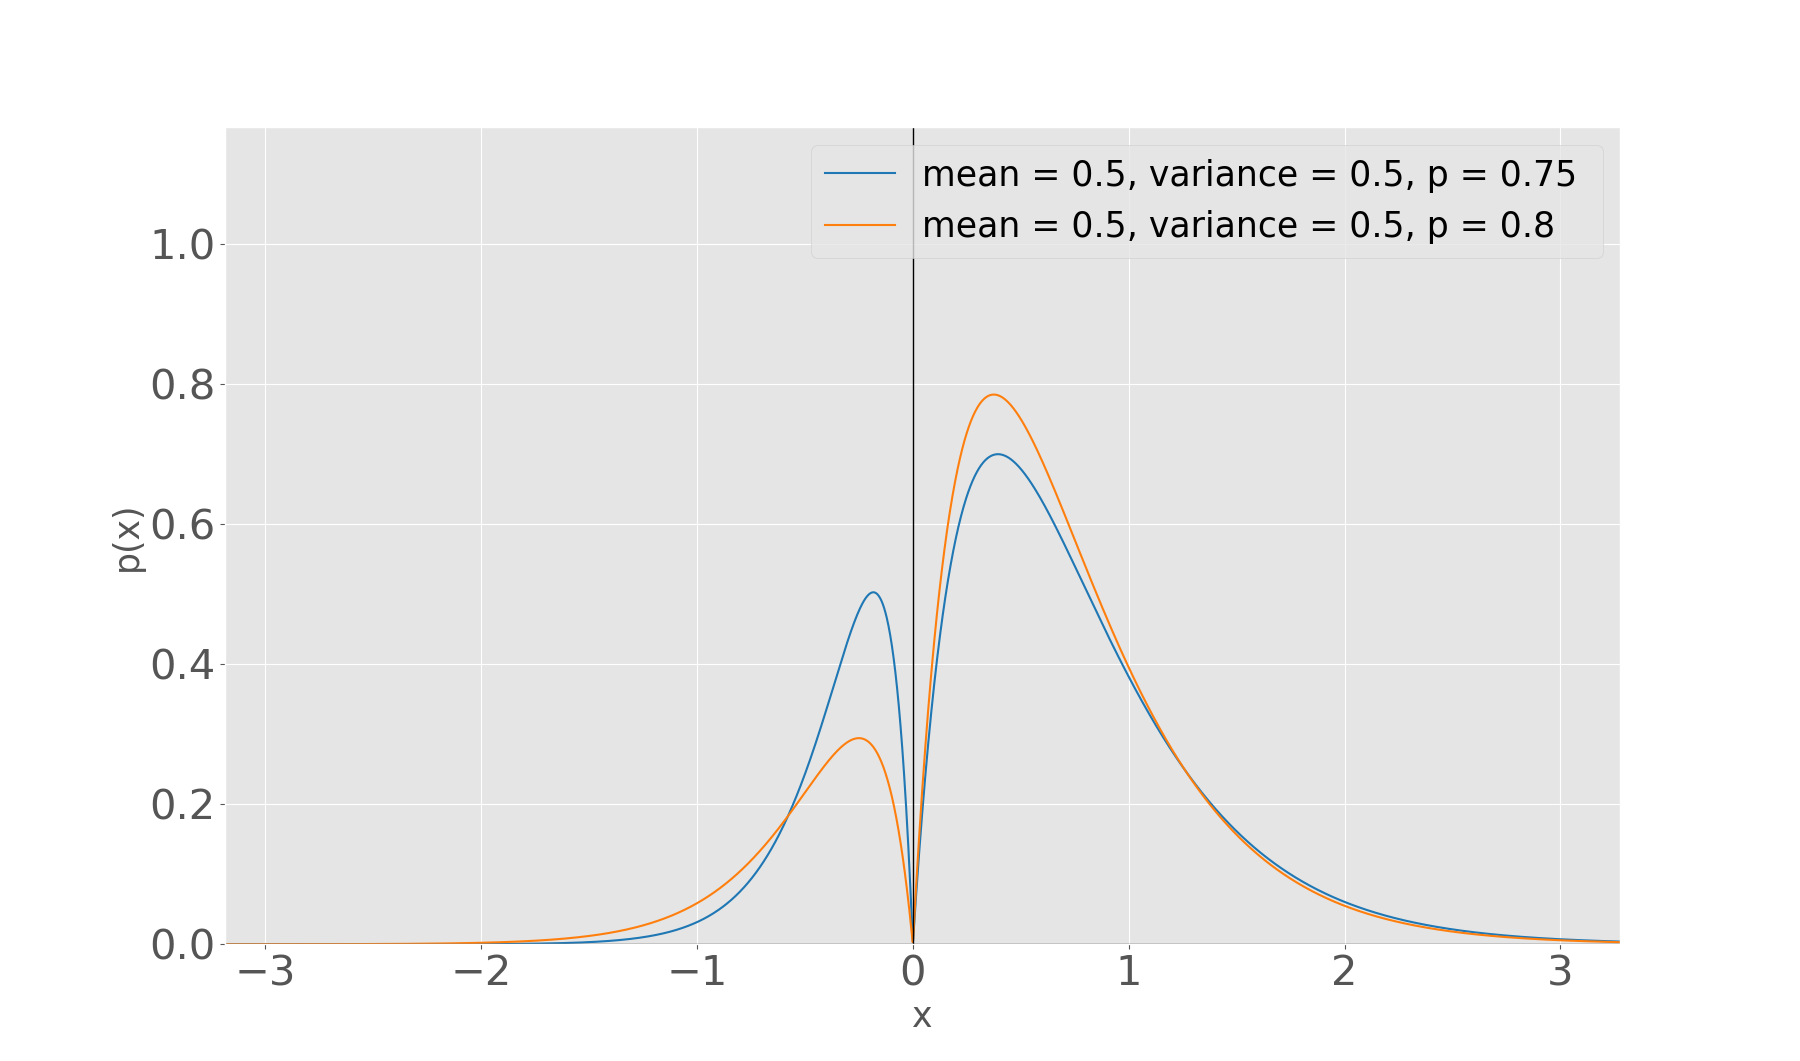 mean = 0.5, variance = 0.5, p = 0.75
mean = 0.5, variance = 0.5, p = 0.8
1.0
0.8
0.6
0.4
0.2
0.0
p(x)
−3 −2 −1 0 1 2 3
x